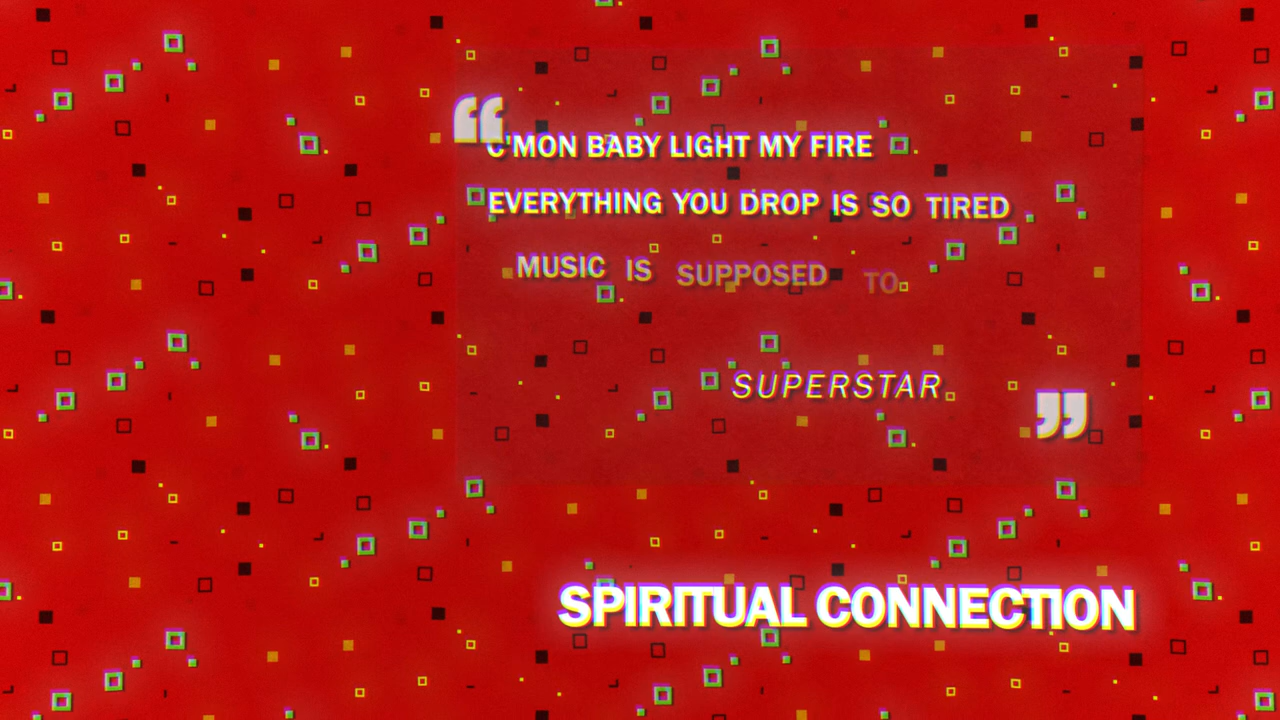 “C'MON BABY LIGHT MY FIRE
EVERYTHING YOU DROP IS SO TIRED
MUSIC IS SUPPOSED TO
SUPERSTAR”
SPIRITUAL CONNECTION